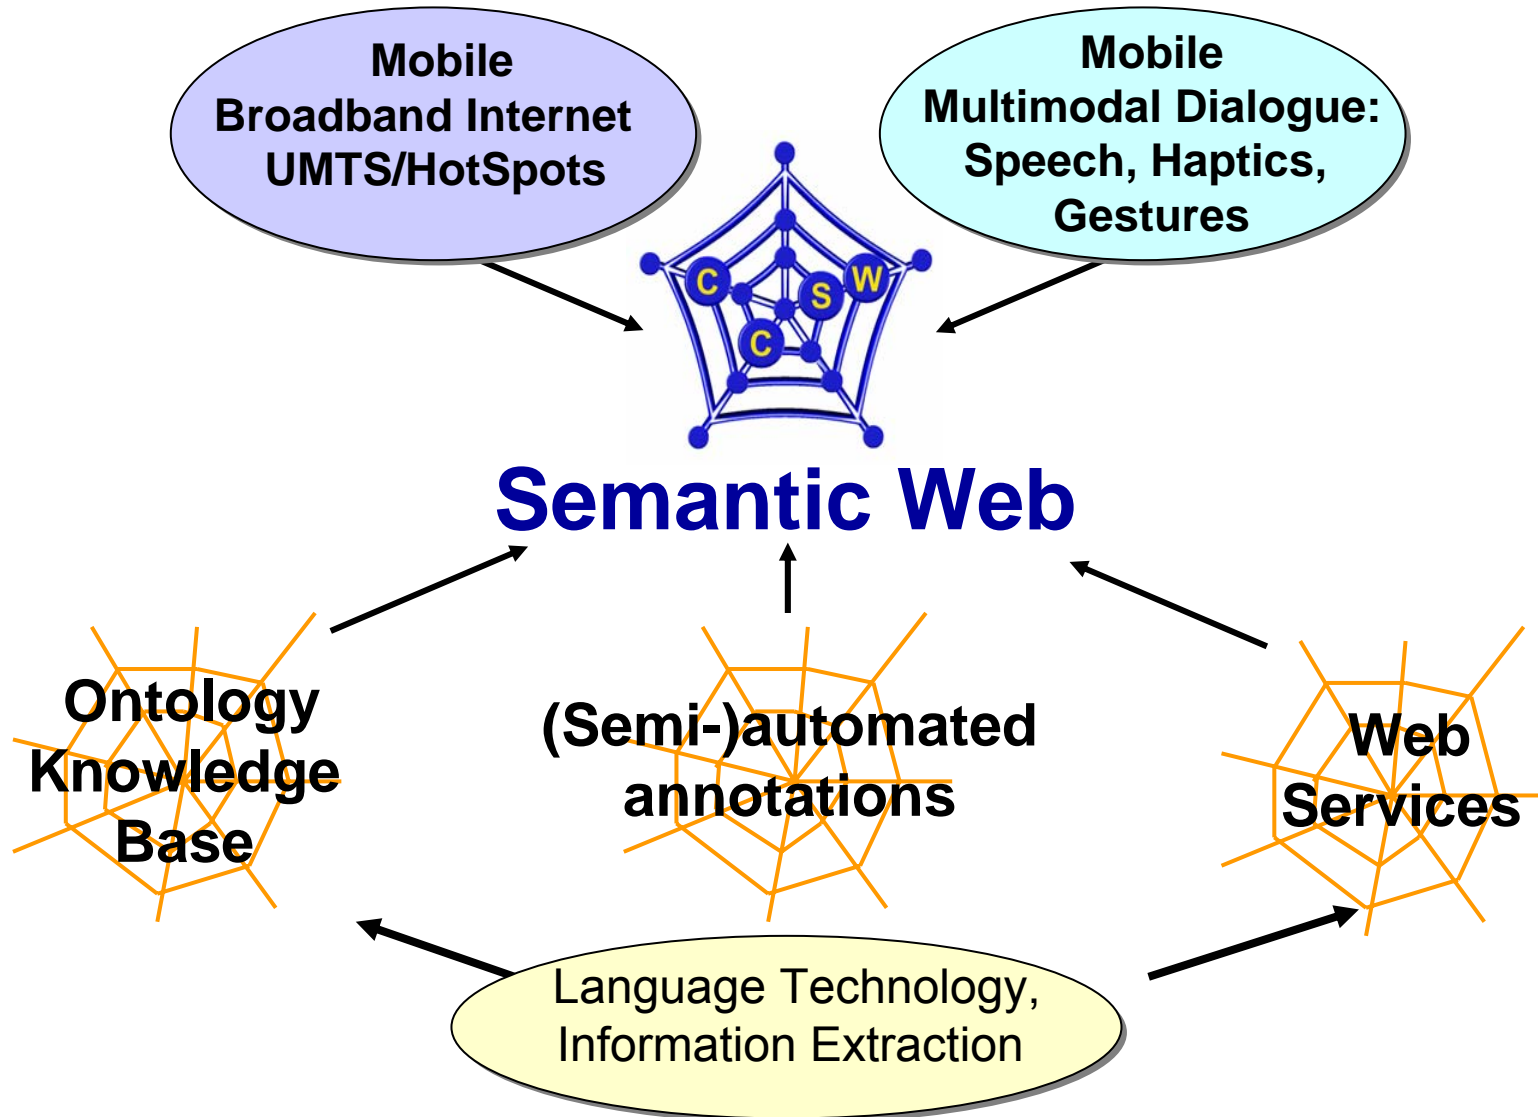 Mobile
Broadband Internet
UMTS/HotSpots
Mobile
Multimodal Dialogue:
Speech, Haptics,
Gestures
C
S
W
C
Semantic Web
Ontology
Knowledge
Base
(Semi-)automated
annotations
Web
Services
Language Technology,
Information Extraction